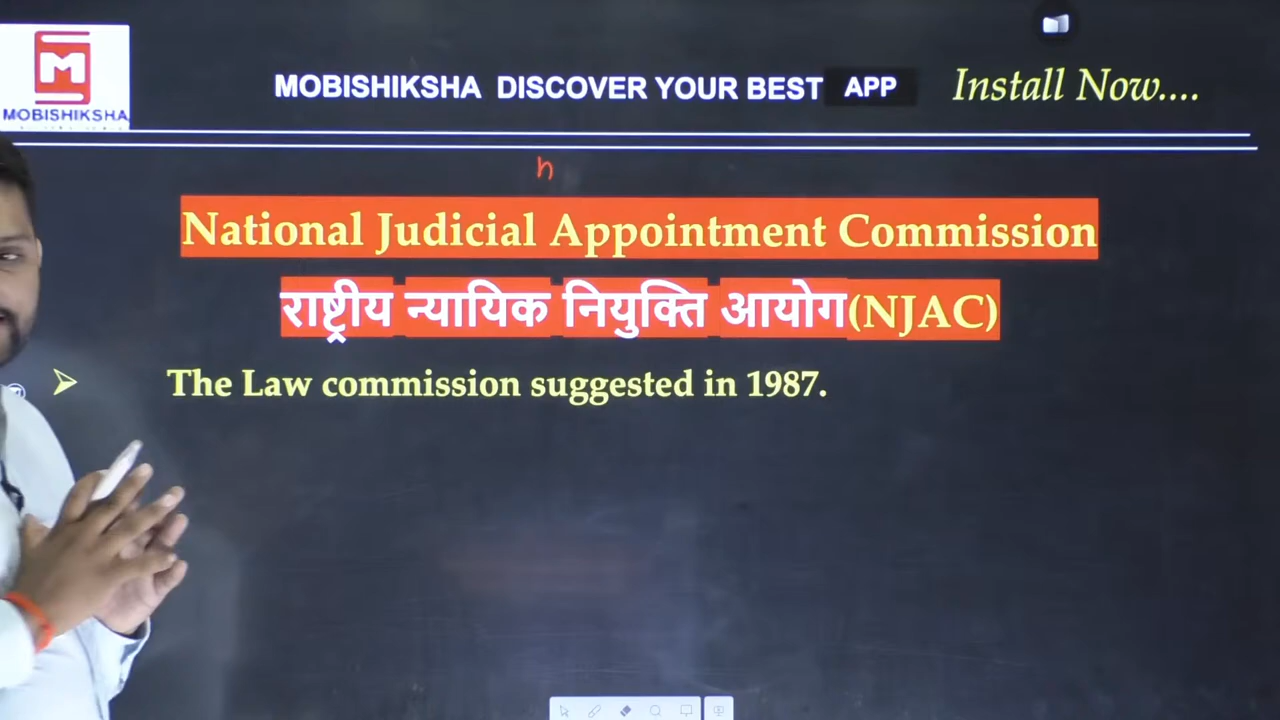 M
MOBISHIKSHA
MOBISHIKSHA DISCOVER YOUR BEST APP
Install Now....
n
National Judicial Appointment Commission
राष्ट्रीय न्यायिक नियुक्ति आयोग(NJAC)
➢ The Law commission suggested in 1987.